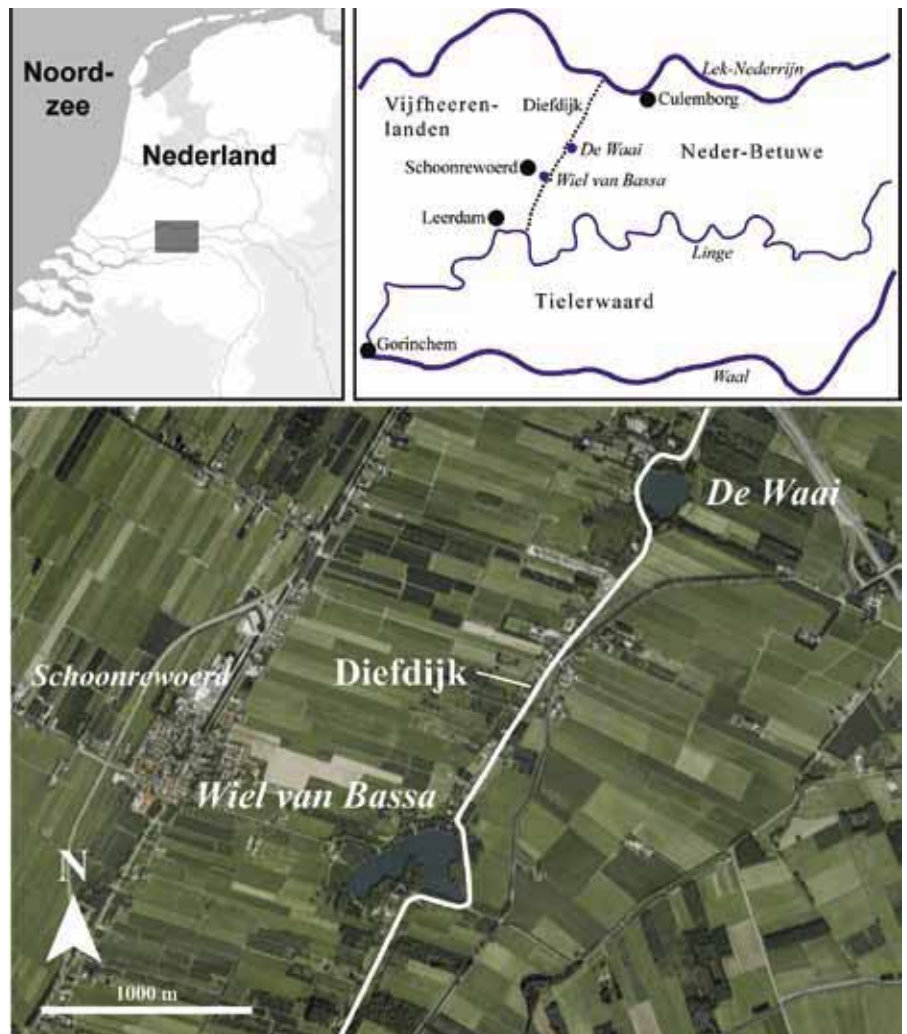 Noord-
zee
Nederland
Lek-Nederrijn
Diefdijk
Culemborg
Vijfheeren-
landen
De Waai
Neder-Betuwe
Schoonrewoerd
Wiel van Bassa
Leerdam
Linge
Tielerwaard
Gorinchem
Waal
De Waai
Schoonrewoerd
Diefdijk
Wiel van Bassa
N
1000 m